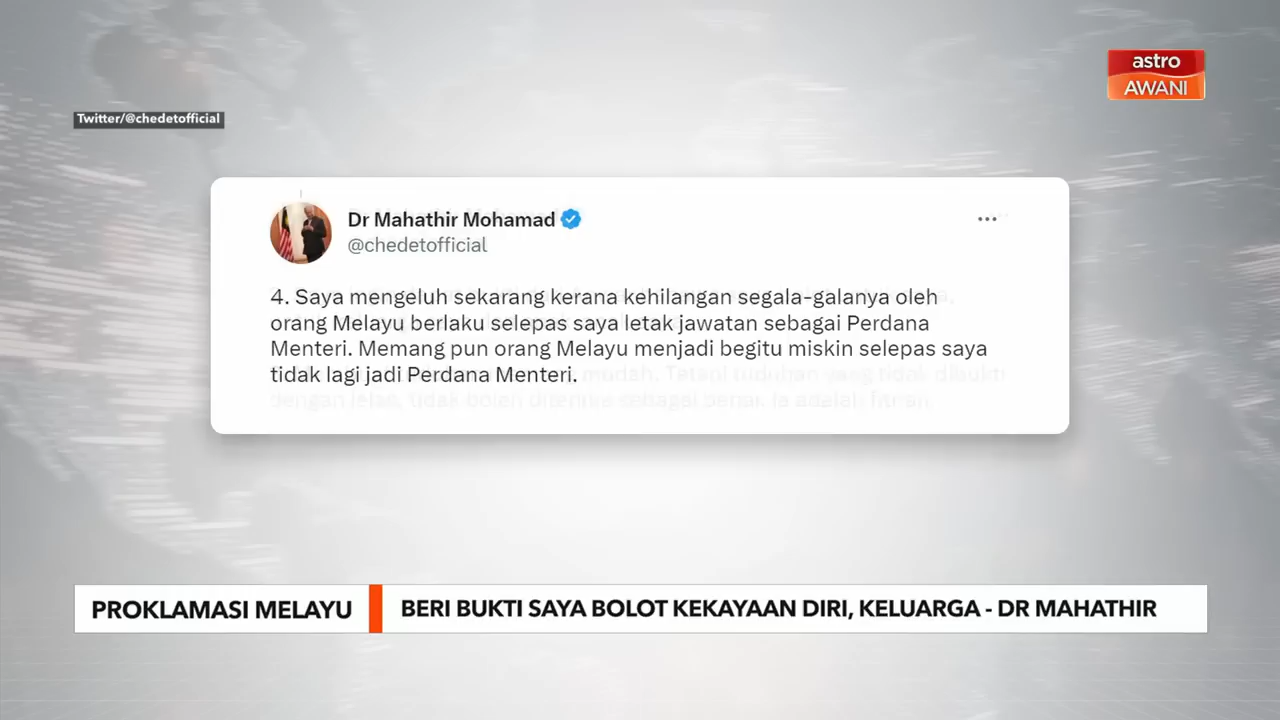 astro
AWANI
Twitter/@chedetofficial
Dr Mahathir Mohamad
@chedetofficial
4. Saya mengeluh sekarang kerana kehilangan segala-galanya oleh
orang Melayu berlaku selepas saya letak jawatan sebagai Perdana
Menteri. Memang pun orang Melayu menjadi begitu miskin selepas saya
tidak lagi jadi Perdana Menteri.
PROKLAMASI MELAYU
BERI BUKTI SAYA BOLOT KEKAYAAN DIRI, KELUARGA - DR MAHATHIR